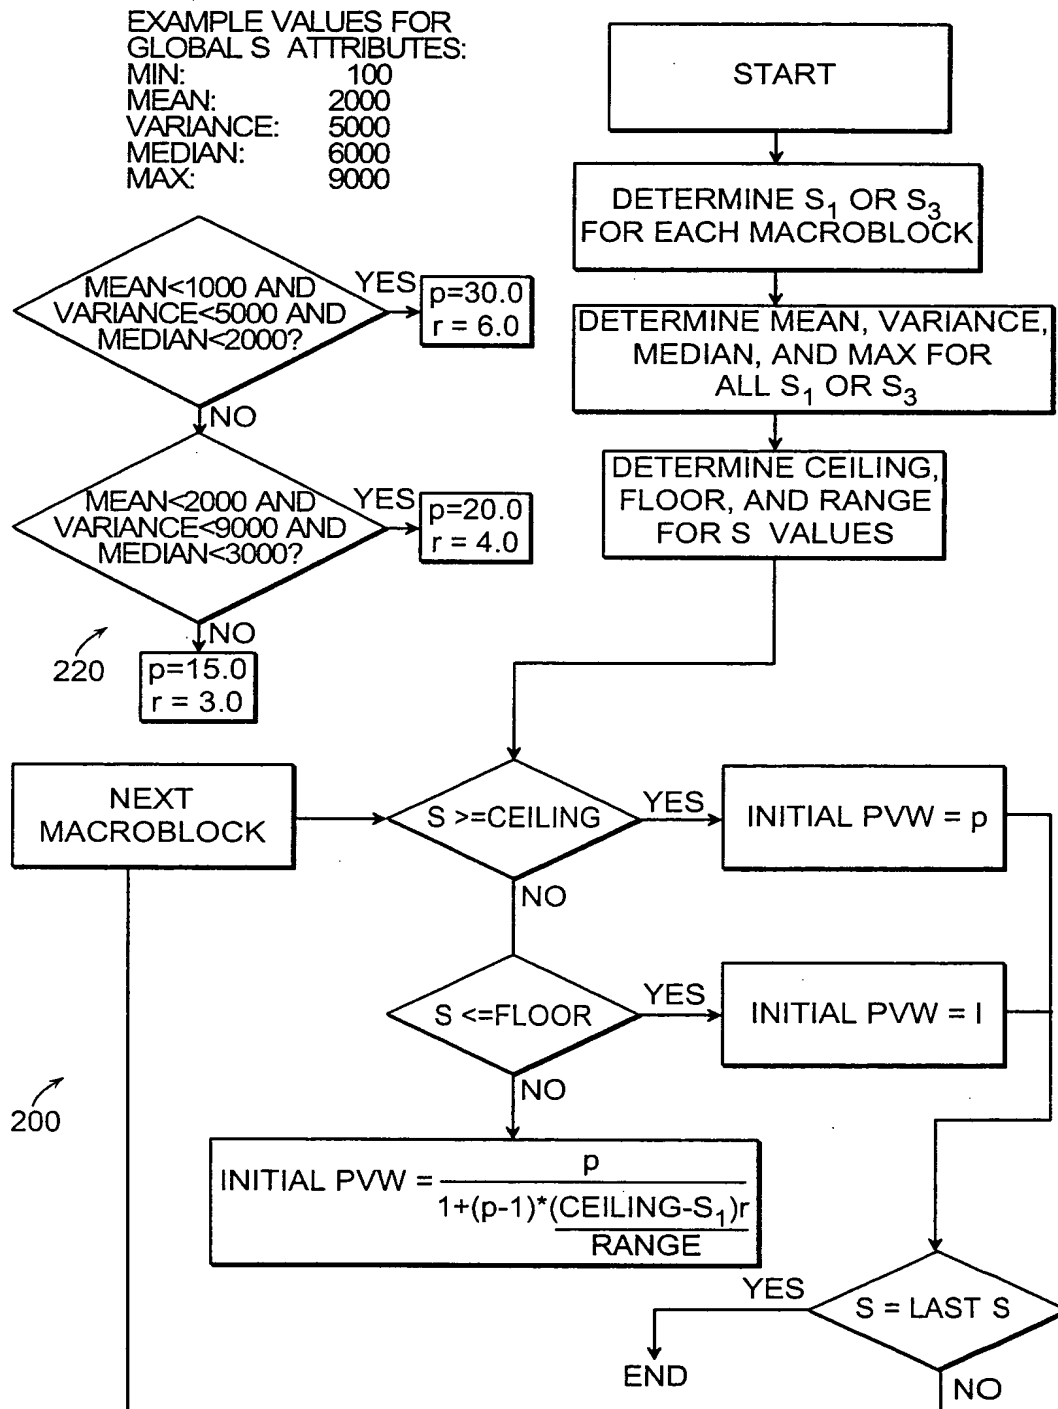 EXAMPLE VALUES FOR
GLOBAL S ATTRIBUTES:
MIN: 100
MEAN: 2000
VARIANCE: 5000
MEDIAN: 6000
MAX: 9000
MEAN<1000 AND
VARIANCE<5000 AND
MEDIAN<2000?
YES
p=30.0
r = 6.0
NO
MEAN<2000 AND
VARIANCE<9000 AND
MEDIAN<3000?
YES
p=20.0
r = 4.0
NO
220
p=15.0
r = 3.0
START
DETERMINE S1 OR S3
FOR EACH MACROBLOCK
DETERMINE MEAN, VARIANCE,
MEDIAN, AND MAX FOR
ALL S1 OR S3
DETERMINE CEILING,
FLOOR, AND RANGE
FOR S VALUES
NEXT
MACROBLOCK
S >=CEILING
YES
INITIAL PVW = p
NO
S <=FLOOR
YES
INITIAL PVW = I
NO
200
INITIAL PVW = p
1+(p-1)*(CEILING-S1)r
RANGE
S = LAST S
YES
END
NO